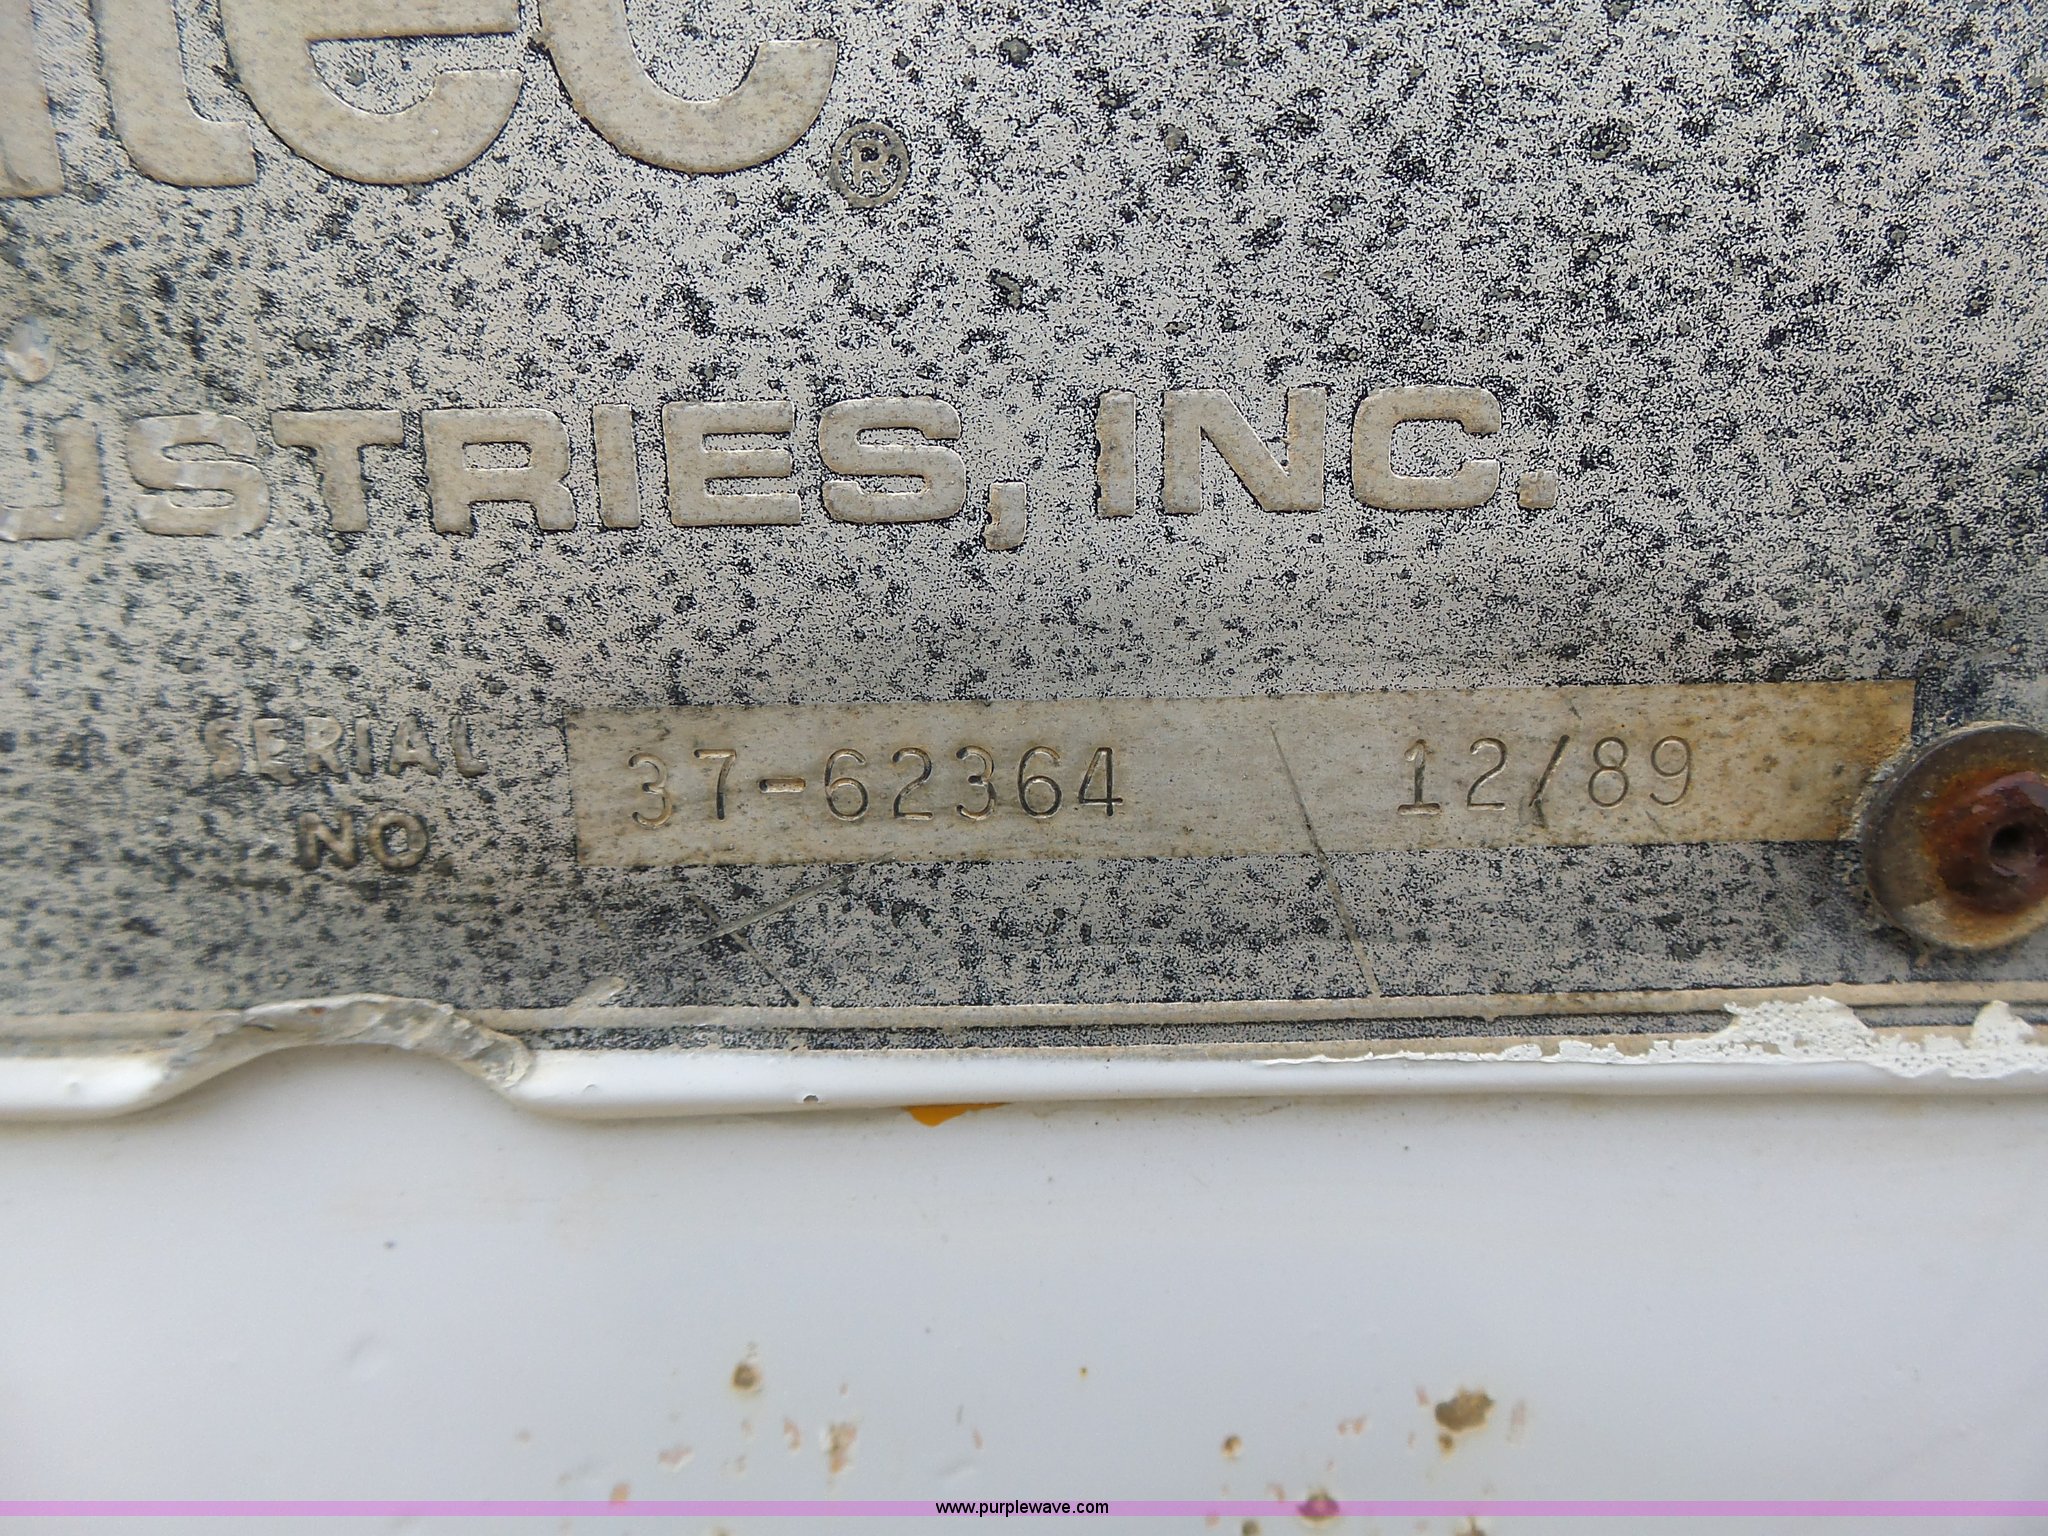 ltec®
USTRIES, INC.
SERIAL
NO 37-62364 12/89
www.purplewave.com